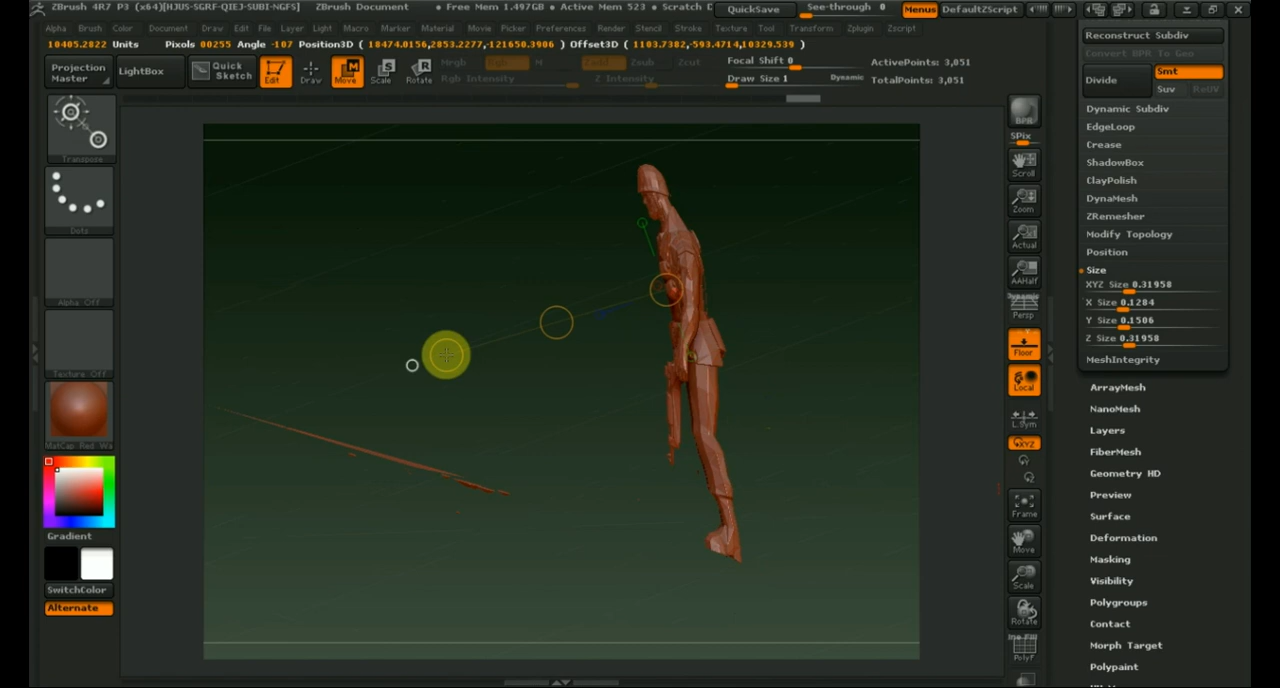 ZBrush 4R7 P3 (x64)[HJUS-SGRF-QIEJ-SUBI-NGFS] ZBrush Document • Free Mem 1.497GB • Active Mem 523 • Scratch D QuickSave See-through 0 Menus DefaultZScript
Alpha Brush Color Document Draw Edit File Layer Light Macro Marker Material Movie Picker Preferences Render Stencil Stroke Texture Tool Transform Zplugin Zscript
10405.2822 Units Pixols 00255 Angle -107 Position3D ( 18474.0156,2853.2277,-121650.3906 ) Offset3D ( 1103.7382,-593.4714,10329.539 )
Projection Master
LightBox
Quick Sketch
Edit
Draw
Move
Scale
Rotate
Mrgb Rgb M
Rgb Intensity
Zadd Zsub Zcut
Z Intensity
Focal Shift 0
Draw Size 1 Dynamic
ActivePoints: 3,051
TotalPoints: 3,051
Transpose
Dots
Alpha Off
Texture Off
MatCap Red Wa
Gradient
SwitchColor
Alternate
BPR
SPix
Scroll
Zoom
Actual
AAHalf
Dynamic
Persp
Floor
Local
L.Sym
XYZ
Frame
Move
Scale
Rotate
Line Fill
PolyF
Reconstruct Subdiv
Convert BPR To Geo
Divide
Smt
Suv ReUV
Dynamic Subdiv
EdgeLoop
Crease
ShadowBox
ClayPolish
DynaMesh
ZRemesher
Modify Topology
Position
Size
XYZ Size 0.31958
X Size 0.1284
Y Size 0.1506
Z Size 0.31958
MeshIntegrity
ArrayMesh
NanoMesh
Layers
FiberMesh
Geometry HD
Preview
Surface
Deformation
Masking
Visibility
Polygroups
Contact
Morph Target
Polypaint